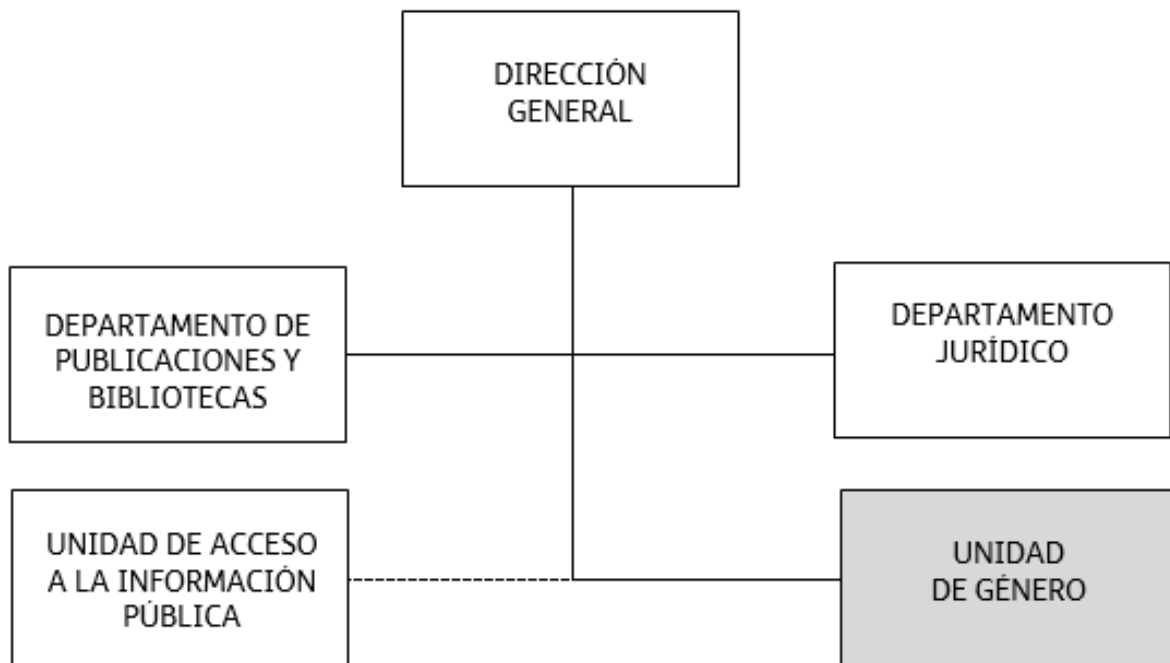 DIRECCIÓN
GENERAL
DEPARTAMENTO DE
PUBLICACIONES Y
BIBLIOTECAS
DEPARTAMENTO
JURÍDICO
UNIDAD DE ACCESO
A LA INFORMACIÓN
PÚBLICA
UNIDAD
DE GÉNERO